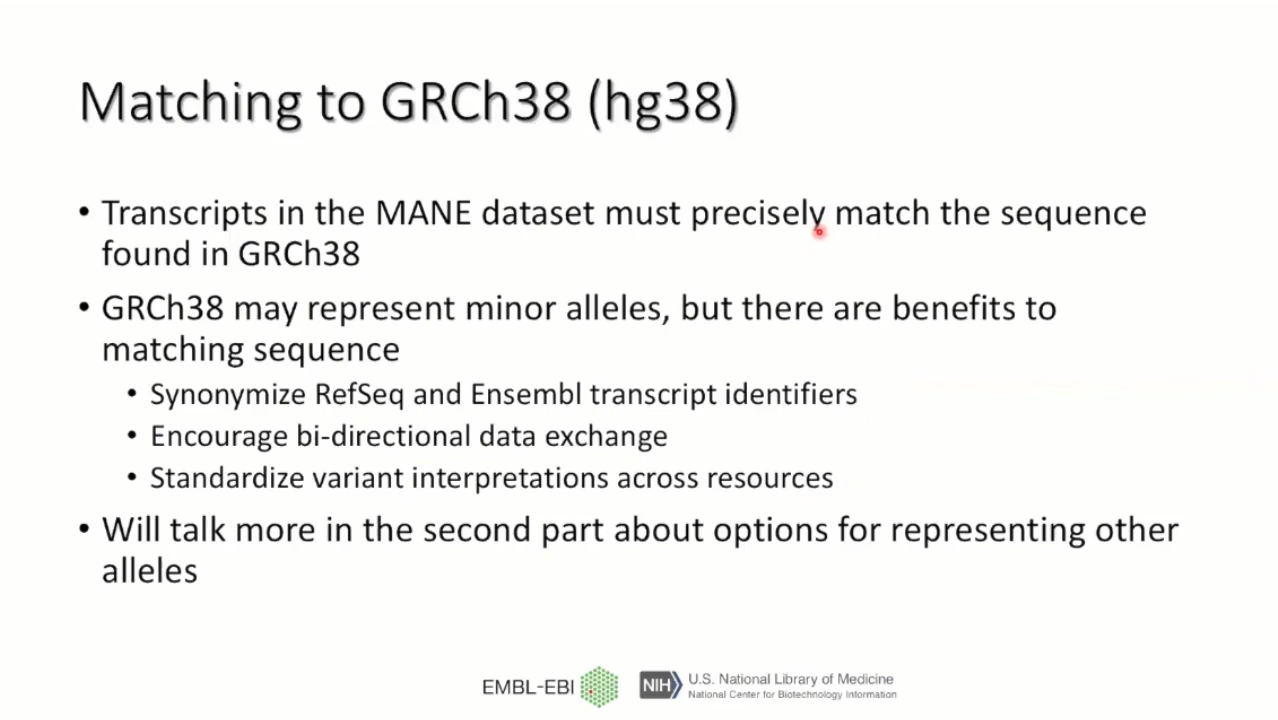 Matching to GRCh38 (hg38)
• Transcripts in the MANE dataset must precisely match the sequence
found in GRCh38
• GRCh38 may represent minor alleles, but there are benefits to
matching sequence
• Synonymize RefSeq and Ensembl transcript identifiers
• Encourage bi-directional data exchange
• Standardize variant interpretations across resources
• Will talk more in the second part about options for representing other
alleles
EMBL-EBI
NIH
U.S. National Library of Medicine
National Center for Biotechnology Information